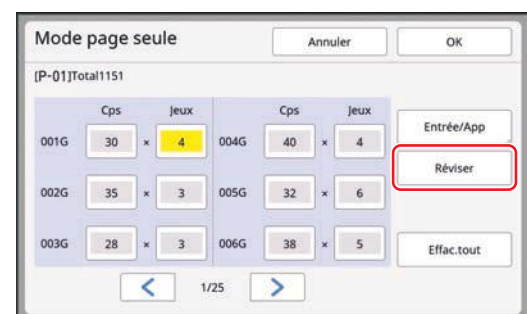 Mode page seule Annuler OK
[P-01]Total1151
Cps Jeux Cps Jeux
Entrée/App
001G 30 × 4 004G 40 × 4
Réviser
002G 35 × 3 005G 32 × 6
003G 28 × 3 006G 38 × 5 Effac.tout
< 1/25 >